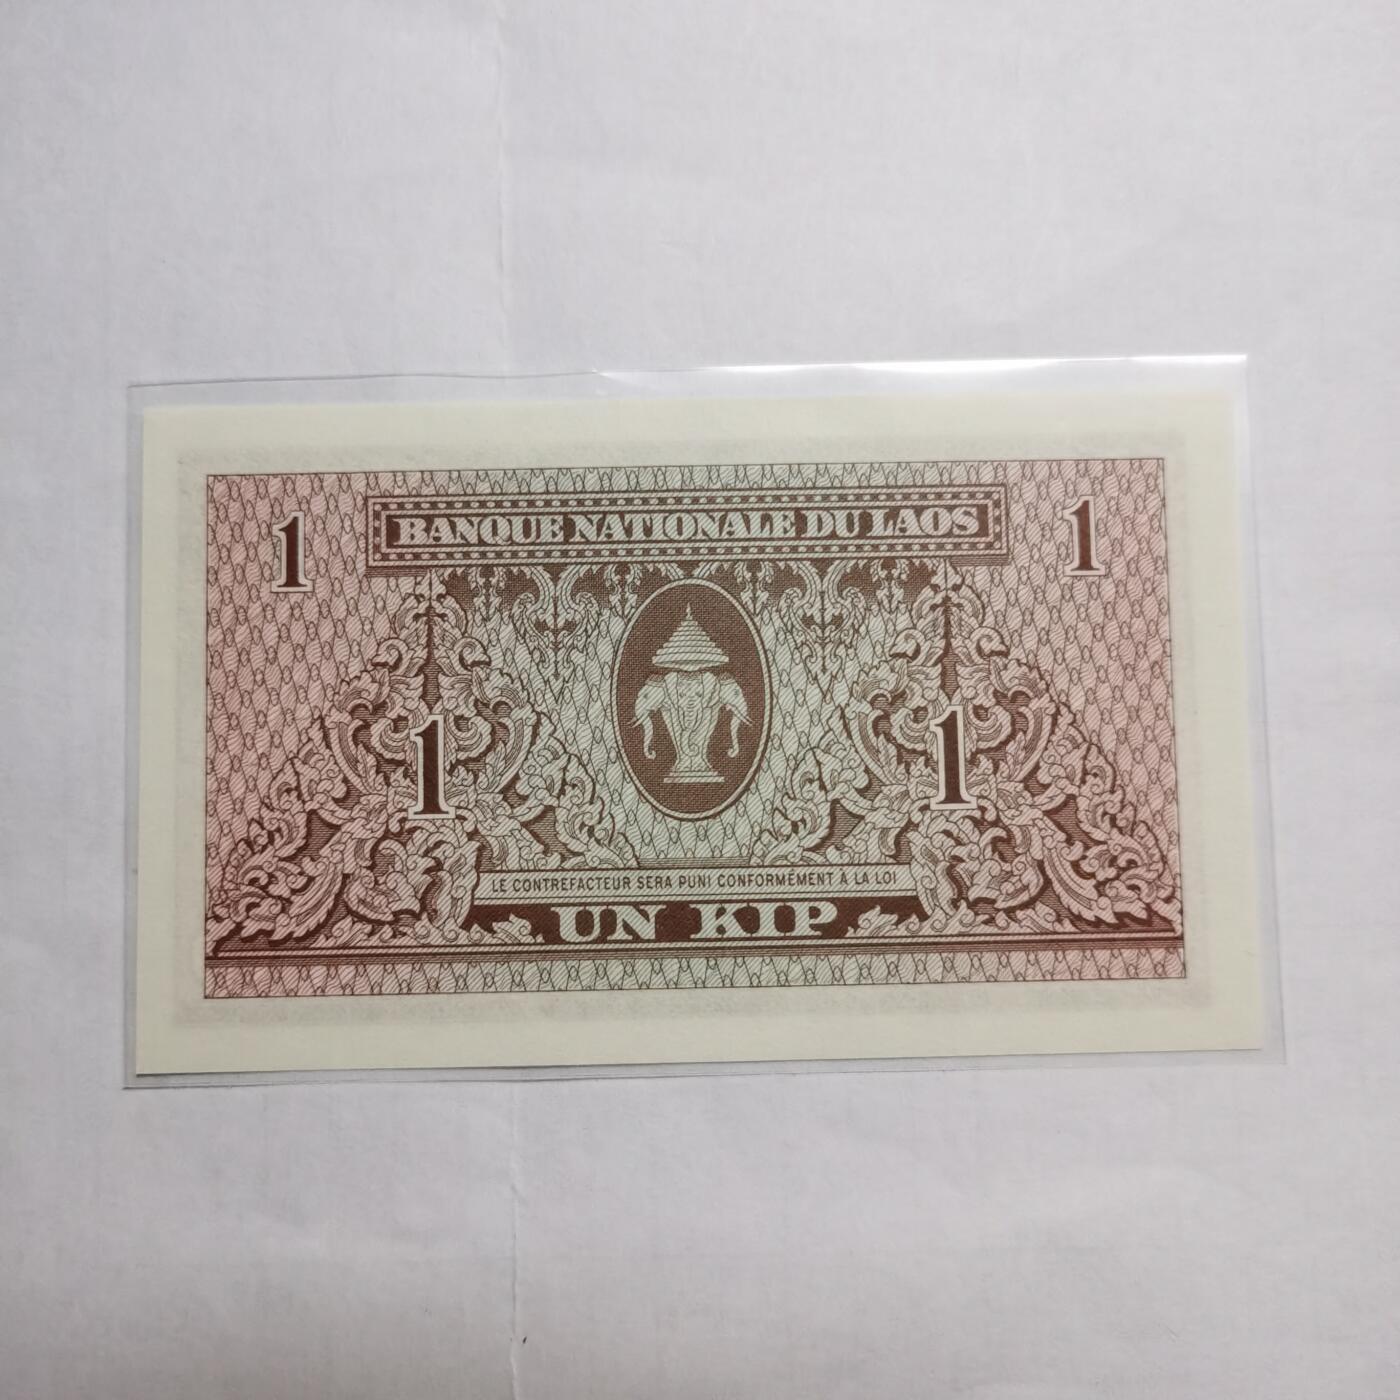 BANQUE NATIONALE DU LAOS
1 1
1 1
LE CONTREFACTEUR SERA PUNI CONFORMÉMENT À LA LOI
UN KIP